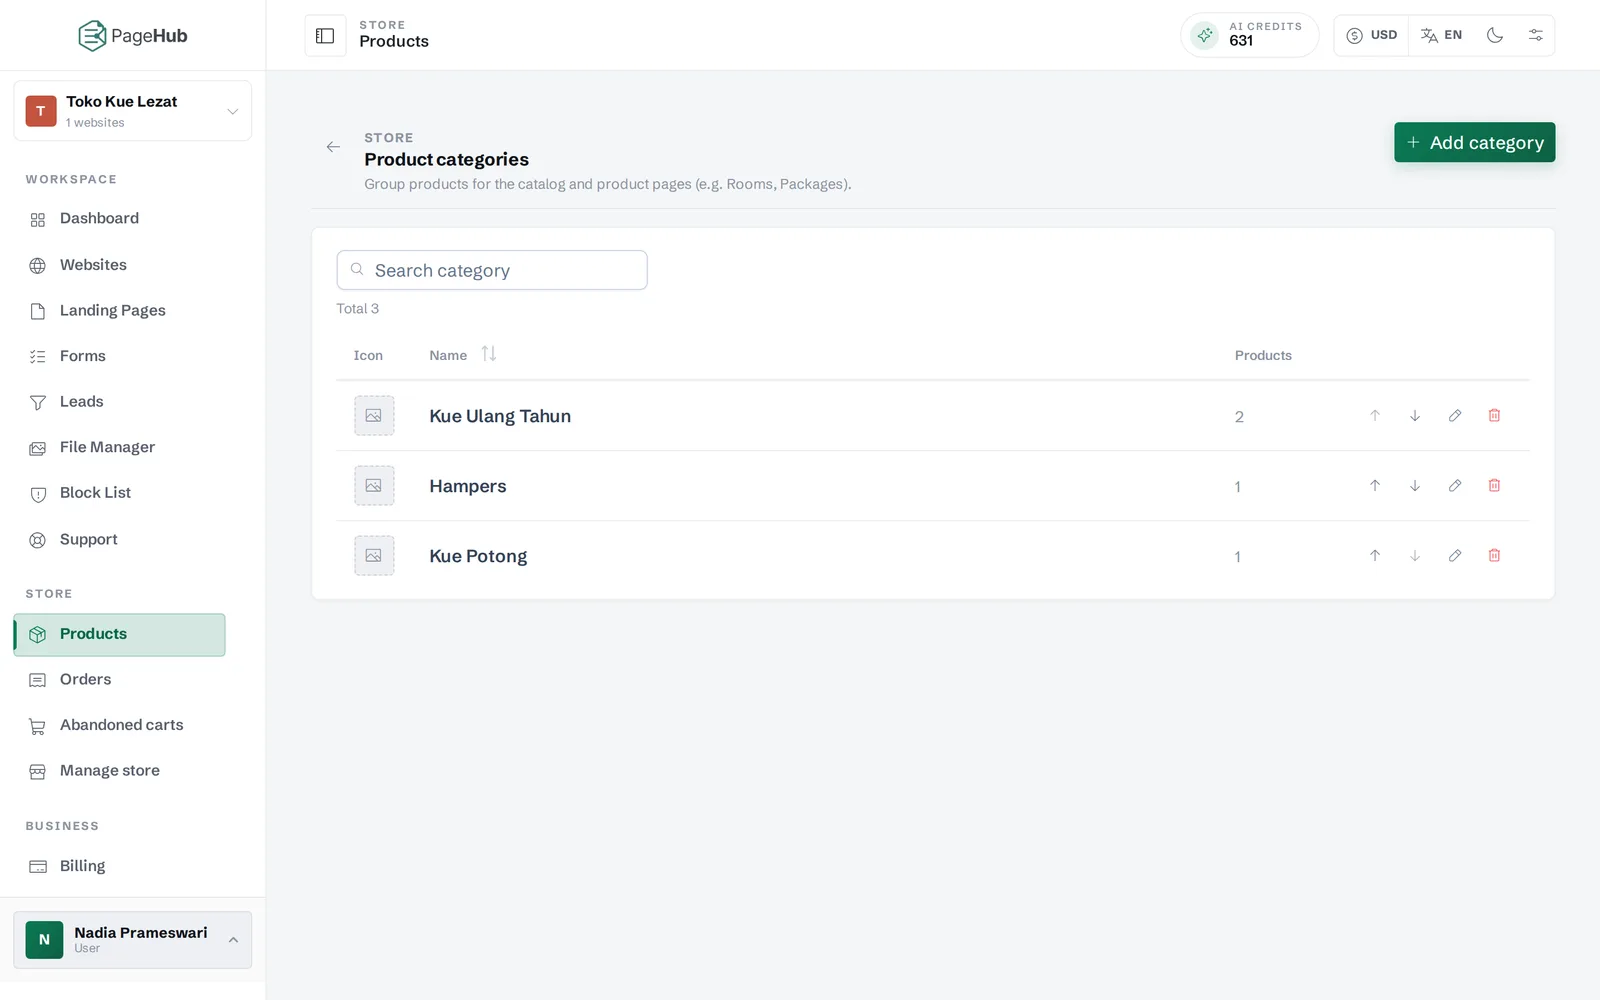 PageHub
STORE
Products
AI CREDITS
631
USD
EN
T
Toko Kue Lezat
1 websites
WORKSPACE
Dashboard
Websites
Landing Pages
Forms
Leads
File Manager
Block List
Support
STORE
Products
Orders
Abandoned carts
Manage store
BUSINESS
Billing
N
Nadia Prameswari
User
STORE
Product categories
Group products for the catalog and product pages (e.g. Rooms, Packages).
+ Add category
Search category
Total 3
Icon Name Products
Kue Ulang Tahun 2
Hampers 1
Kue Potong 1